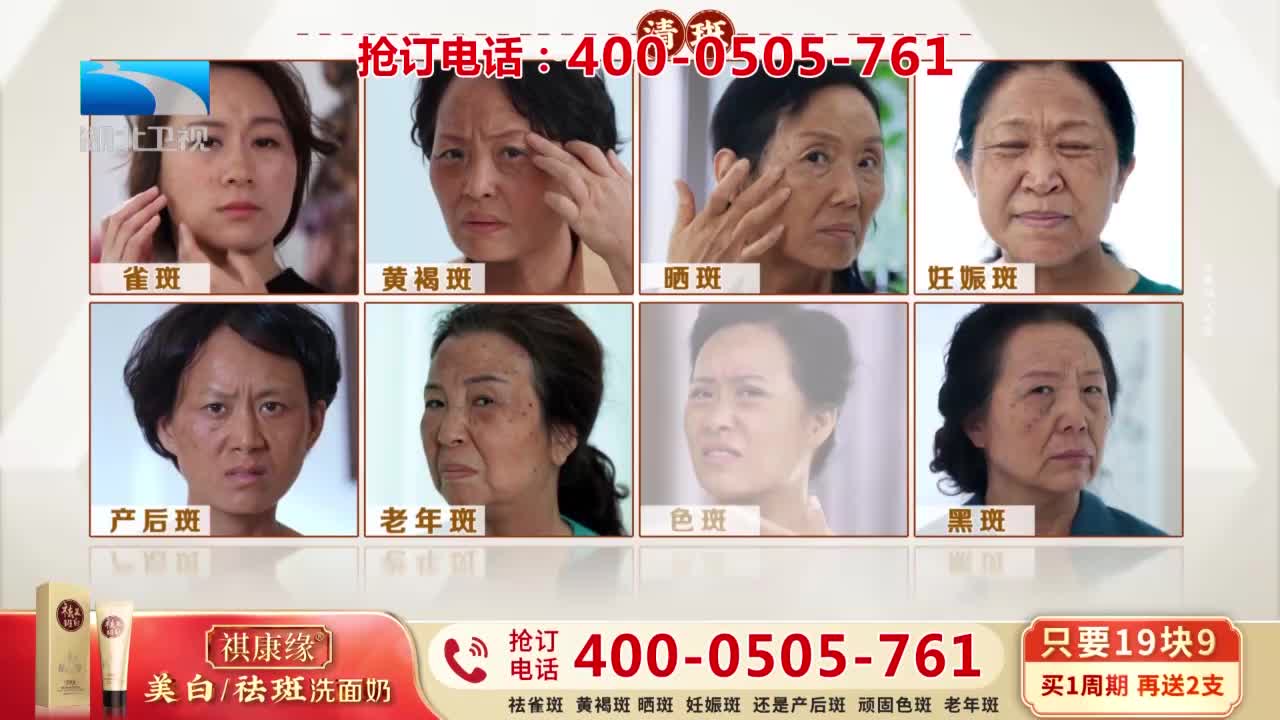 清斑
抢订电话：400-0505-761
湖北卫视
雀斑
黄褐斑
晒斑
妊娠斑
产后斑
老年斑
色斑
黑斑
祺康缘®
美白/祛斑洗面奶
抢订电话
400-0505-761
祛雀斑 黄褐斑 晒斑 妊娠斑 还是产后斑 顽固色斑 老年斑
只要19块9
买1周期 再送2支